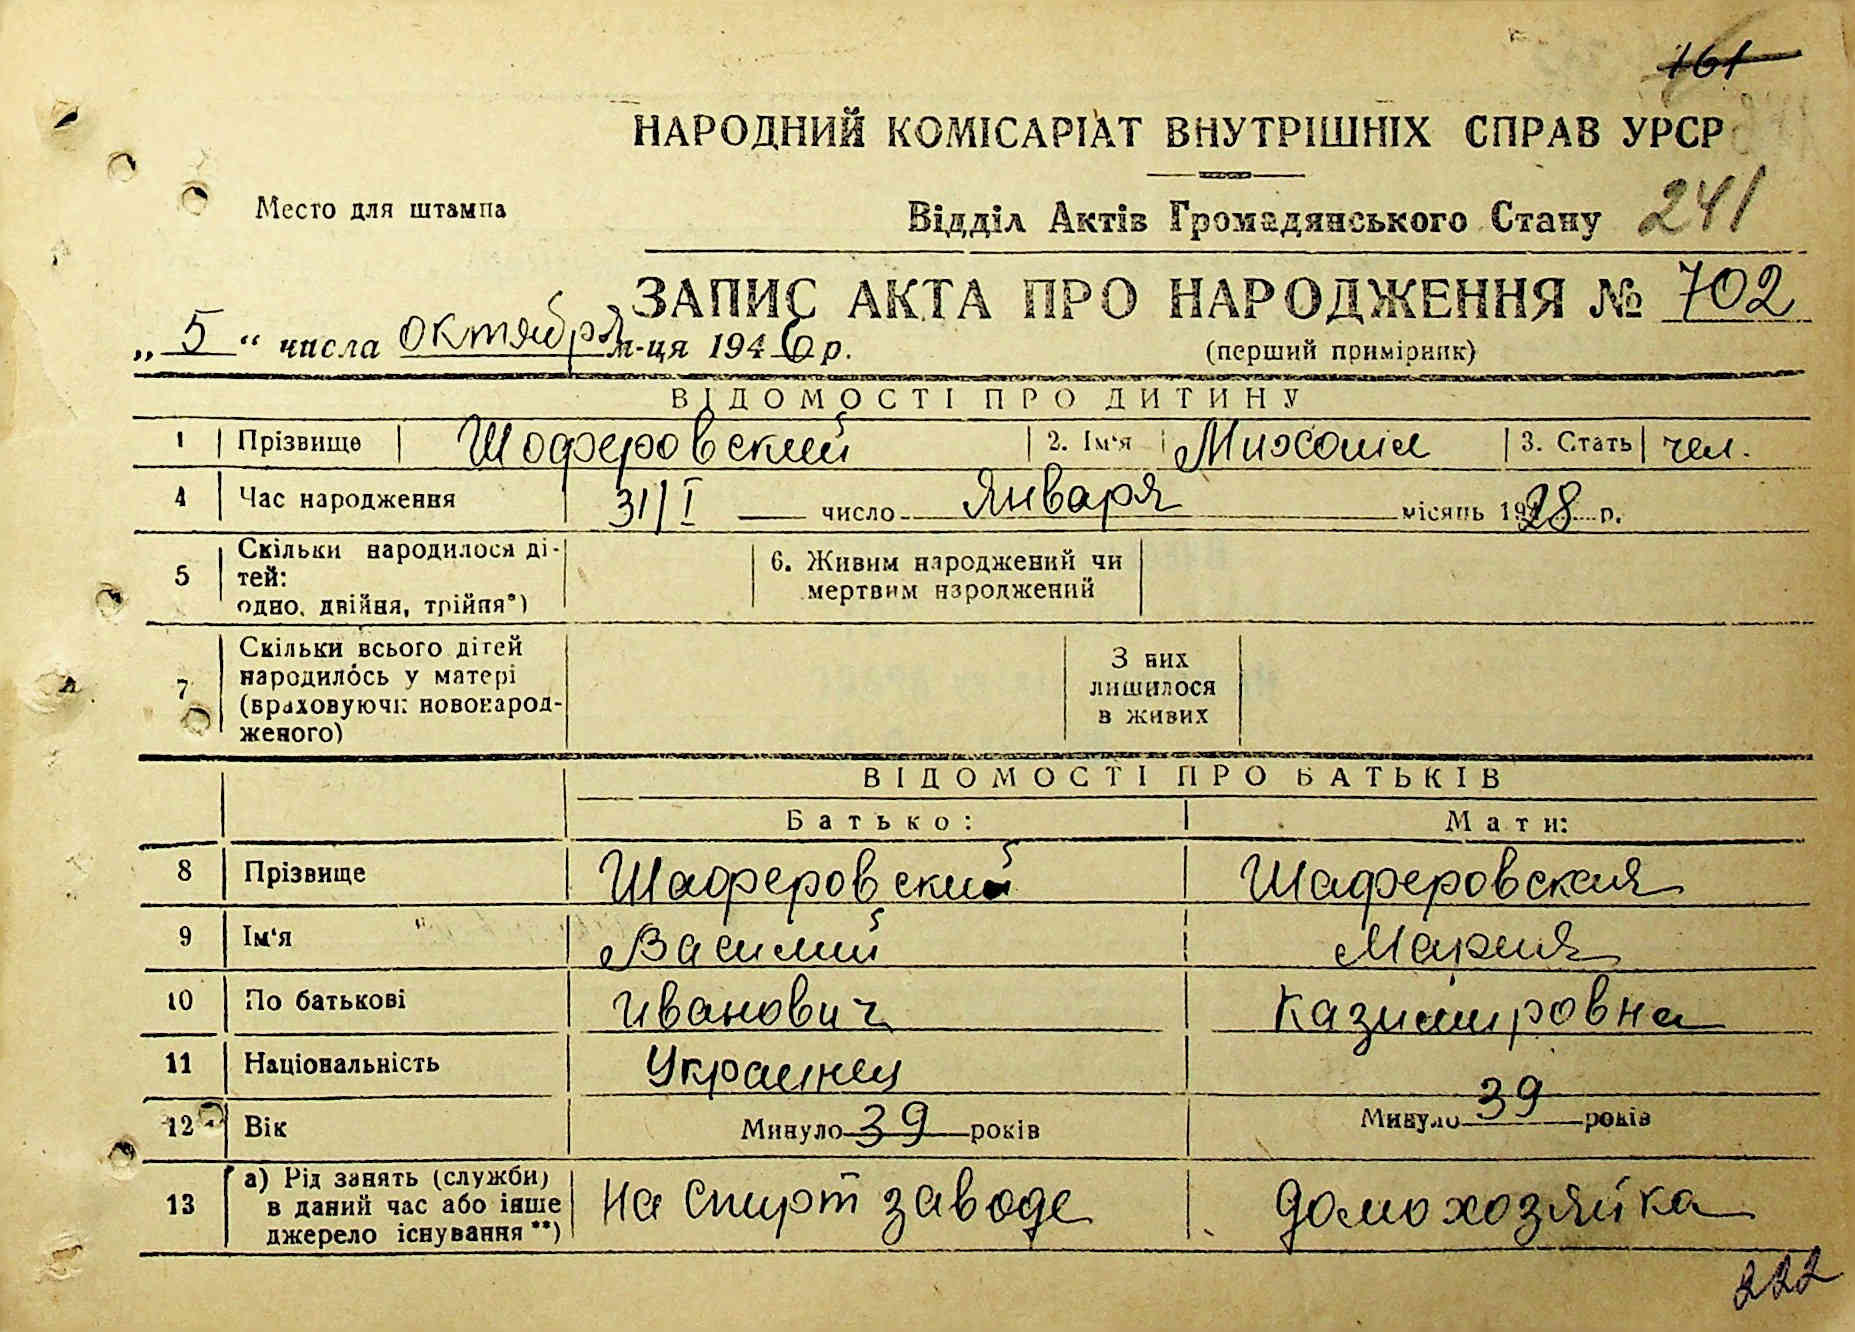 161
НАРОДНИЙ КОМІСАРІАТ ВНУТРІШНІХ СПРАВ УРСР
Место для штампа
Відділ Актів Громадянського Стану 241
ЗАПИС АКТА ПРО НАРОДЖЕННЯ № 702
„ 5 “ числа октября м-ця 1946 р.
(перший примірник)
ВІДОМОСТІ ПРО ДИТИНУ
1 Прізвище Шоферовский 2. Ім'я Михаил 3. Стать чел.
4 Час народження 31/I число Января місяць 1928 р.
5 Скільки народилося ді-
тей:
одно, двійня, трійня*)
6. Живим народжений чи
мертвим народжений
7 Скільки всього дітей
народилось у матері
(враховуючи новонарод-
женого)
З них
лишилося
в живих
ВІДОМОСТІ ПРО БАТЬКІВ
Батько: Мати:
8 Прізвище Шаферовский Шаферовская
9 Ім'я Василий Мария
10 По батькові Иванович Казимировна
11 Національність Украинец
12 Вік Минуло 39 років Минуло 39 років
13 а) Рід занять (служби)
в даний час або інше
джерело існування **)
на Спирт заводе домохозяйка
222